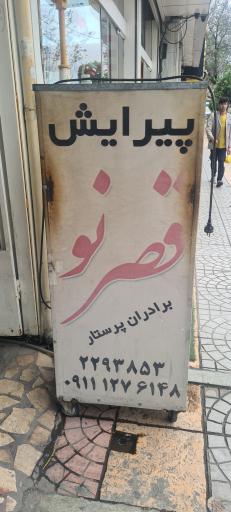 پیرایش
قصر نو
برادران پرستار
۲۲۹۳۸۵۳
۰۹۱۱ ۱۲۷ ۶۱۴۸